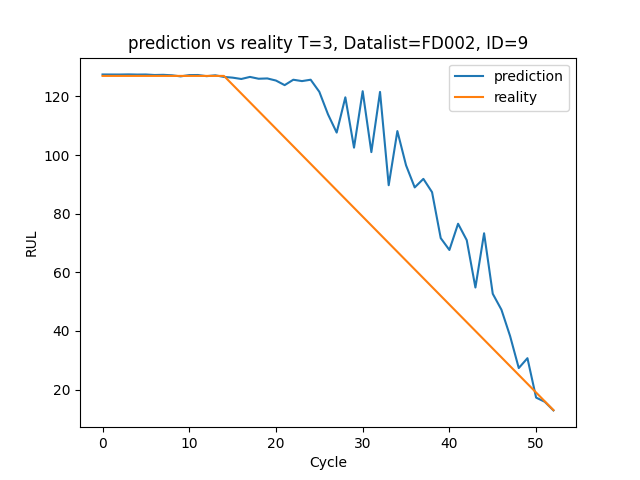 prediction vs reality T=3, Datalist=FD002, ID=9
prediction
reality
RUL
120
100
80
60
40
20
0 10 20 30 40 50
Cycle